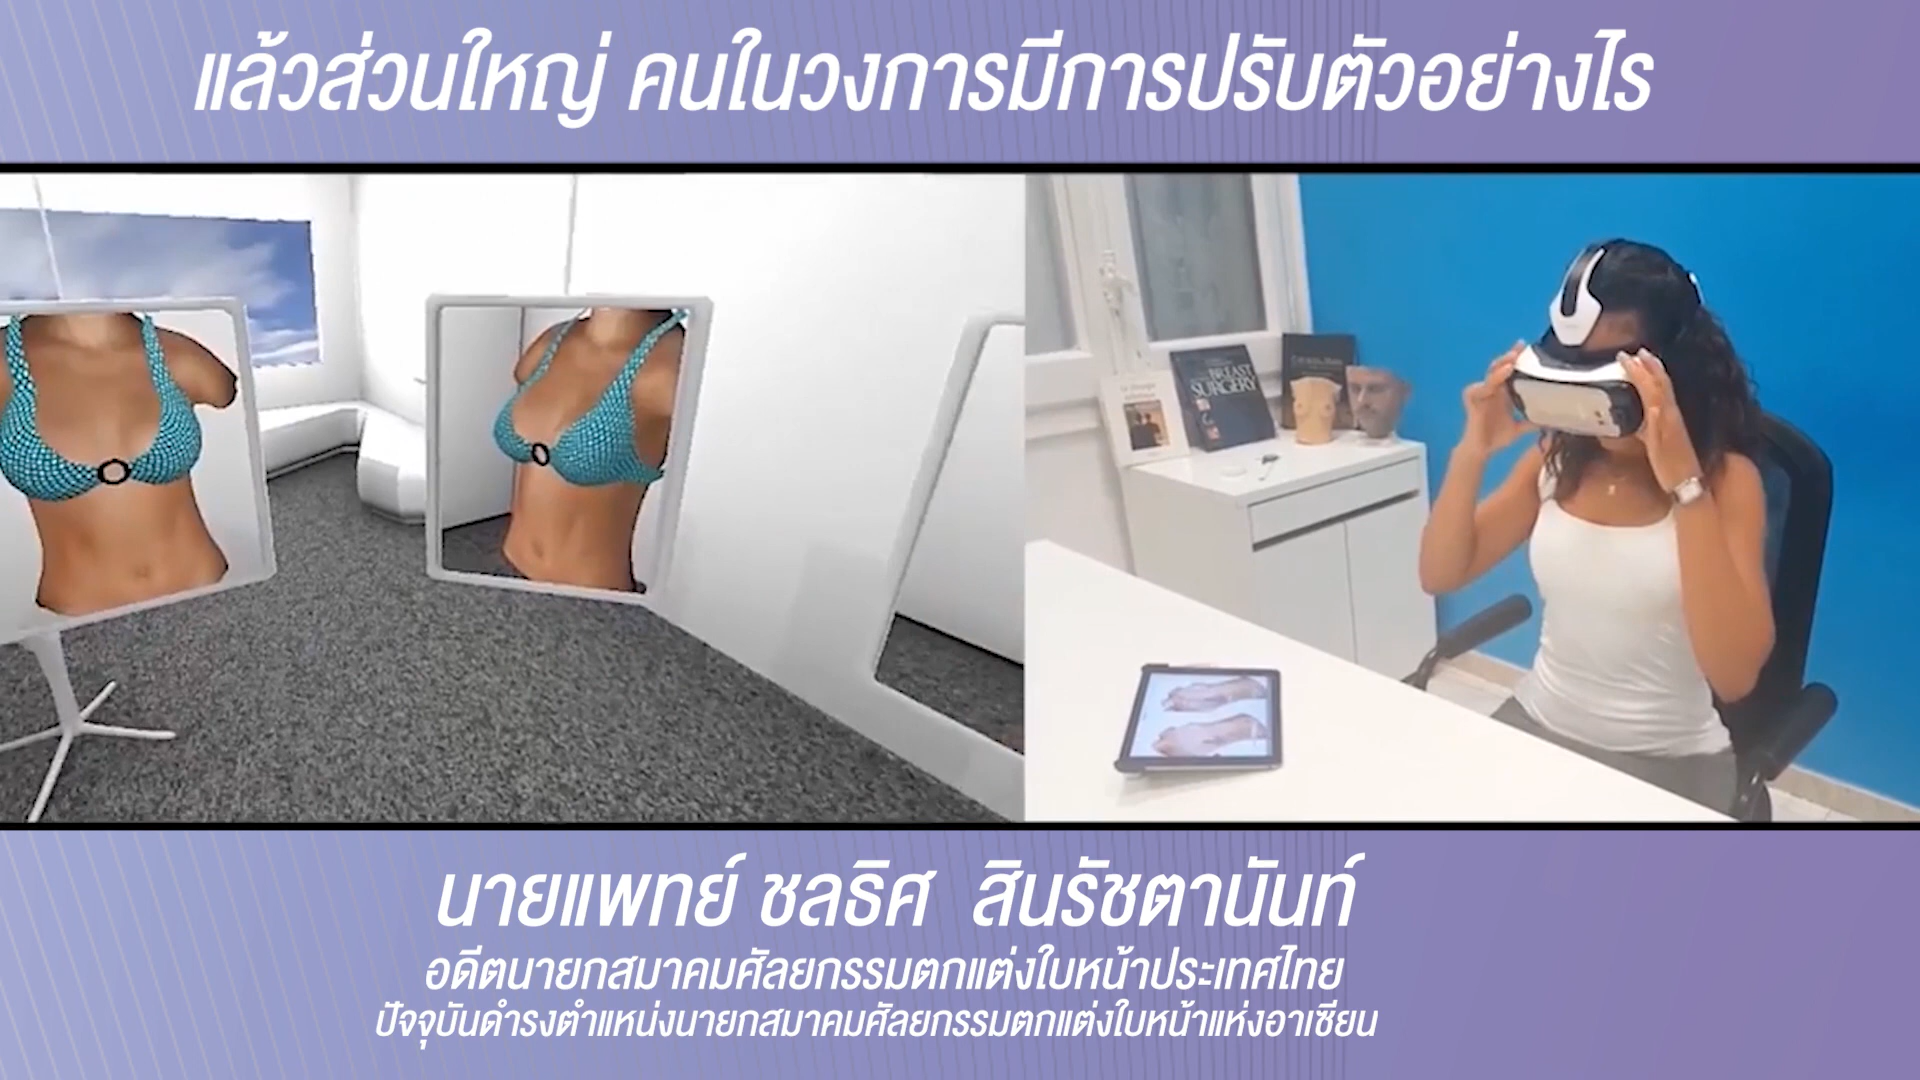 แล้วส่วนใหญ่ คนในวงการมีการปรับตัวอย่างไร
BREAST
SURGERY
นายแพทย์ ชลธิศ สินรัชตานันท์
อดีตนายกสมาคมศัลยกรรมตกแต่งใบหน้าประเทศไทย
ปัจจุบันดำรงตำแหน่งนายกสมาคมศัลยกรรมตกแต่งใบหน้าแห่งอาเซียน